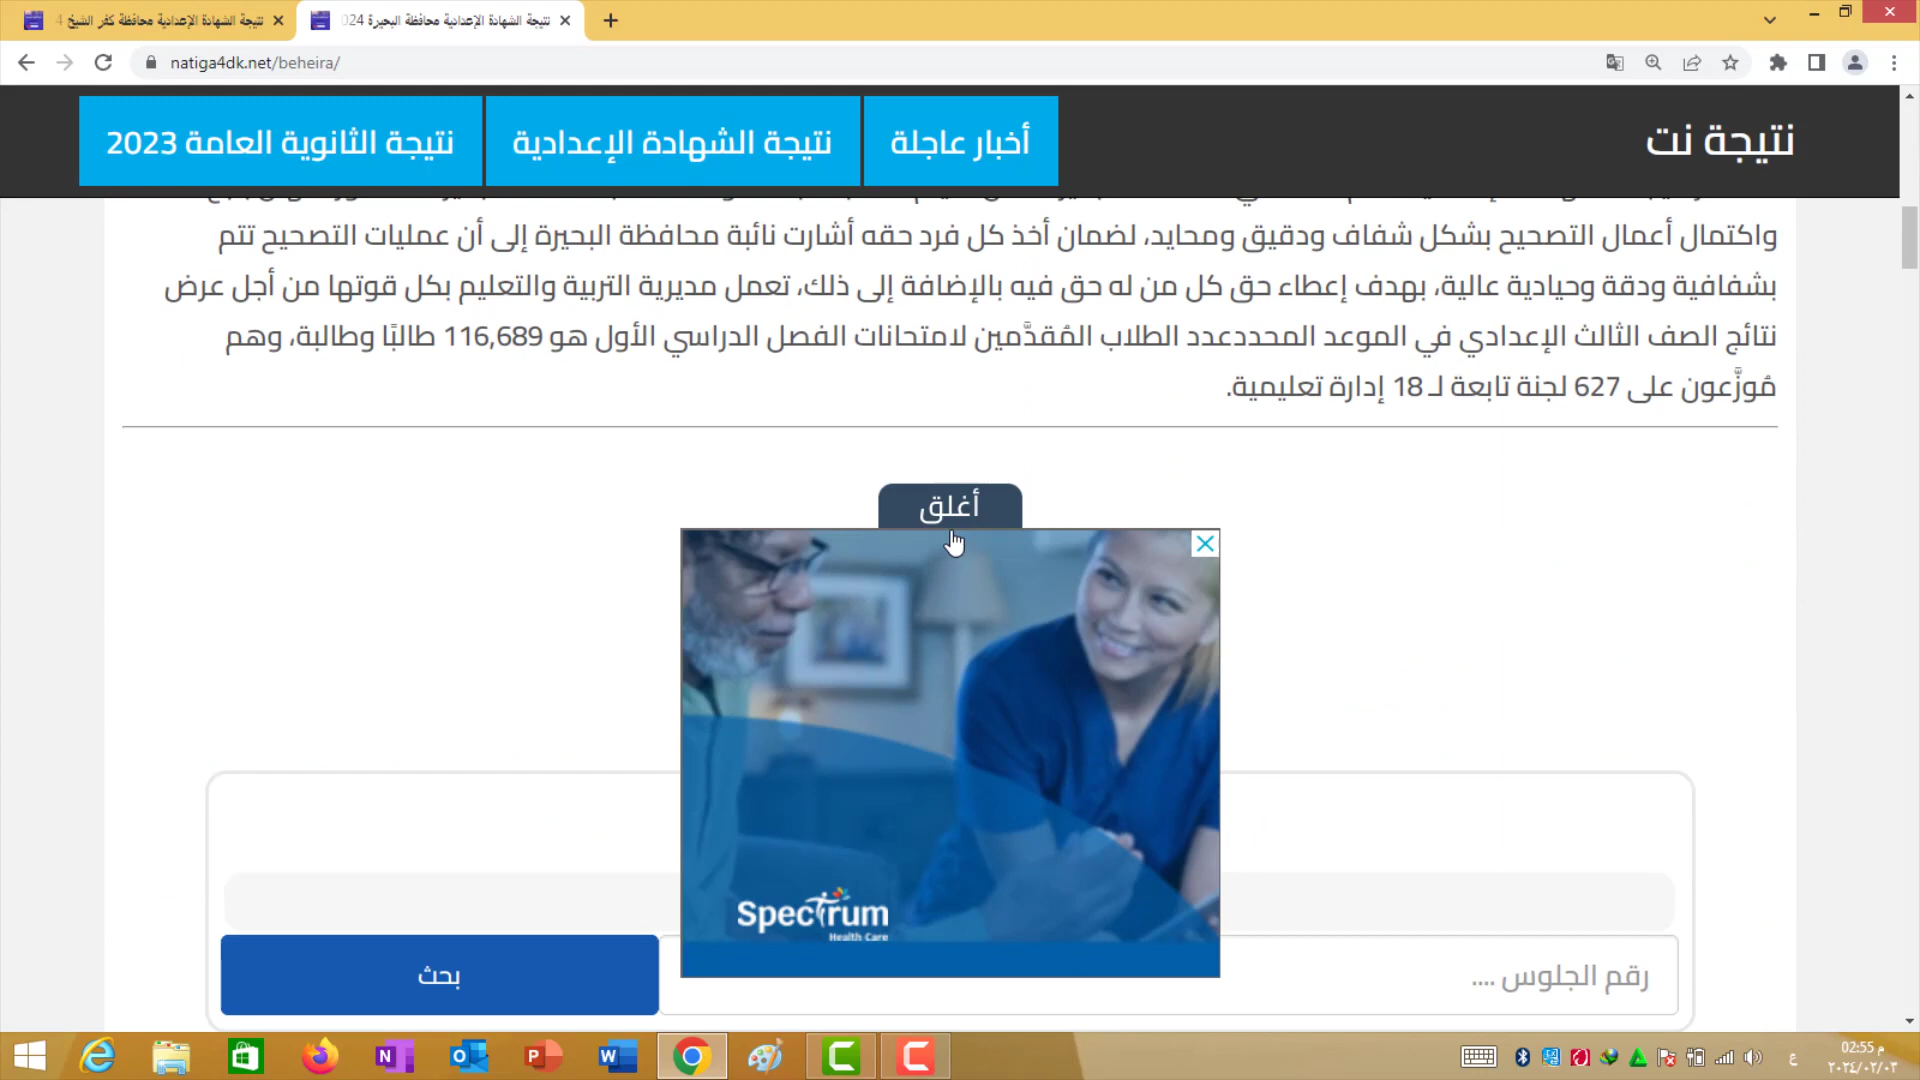 نتيجة الشهادة الإعدادية محافظة كفر الشيخ 4
نتيجة الشهادة الإعدادية محافظة البحيرة 024
natiga4dk.net/beheira/
نتيجة نت
أخبار عاجلة
نتيجة الشهادة الإعدادية
نتيجة الثانوية العامة 2023
واكتمال أعمال التصحيح بشكل شفاف ودقيق ومحايد، لضمان أخذ كل فرد حقه أشارت نائبة محافظة البحيرة إلى أن عمليات التصحيح تتم
بشفافية ودقة وحيادية عالية، بهدف إعطاء حق كل من له حق فيه بالإضافة إلى ذلك، تعمل مديرية التربية والتعليم بكل قوتها من أجل عرض
نتائج الصف الثالث الإعدادي في الموعد المحددعدد الطلاب المُقدَّمين لامتحانات الفصل الدراسي الأول هو 116,689 طالبًا وطالبة، وهم
مُوزَّعون على 627 لجنة تابعة لـ 18 إدارة تعليمية.
أغلق
Spectrum
Health Care
رقم الجلوس ....
بحث
ع
02:55 م
٢٠٢٤/٠٢/٠٣